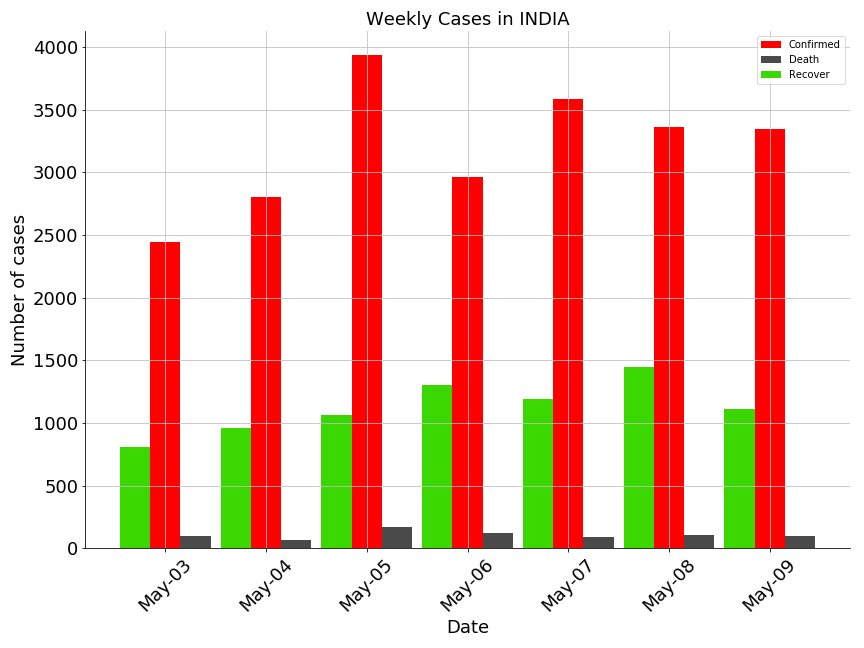 Weekly Cases in INDIA
Confirmed
Death
Recover
Number of cases
4000
3500
3000
2500
2000
1500
1000
500
0
May-03
May-04
May-05
May-06
May-07
May-08
May-09
Date